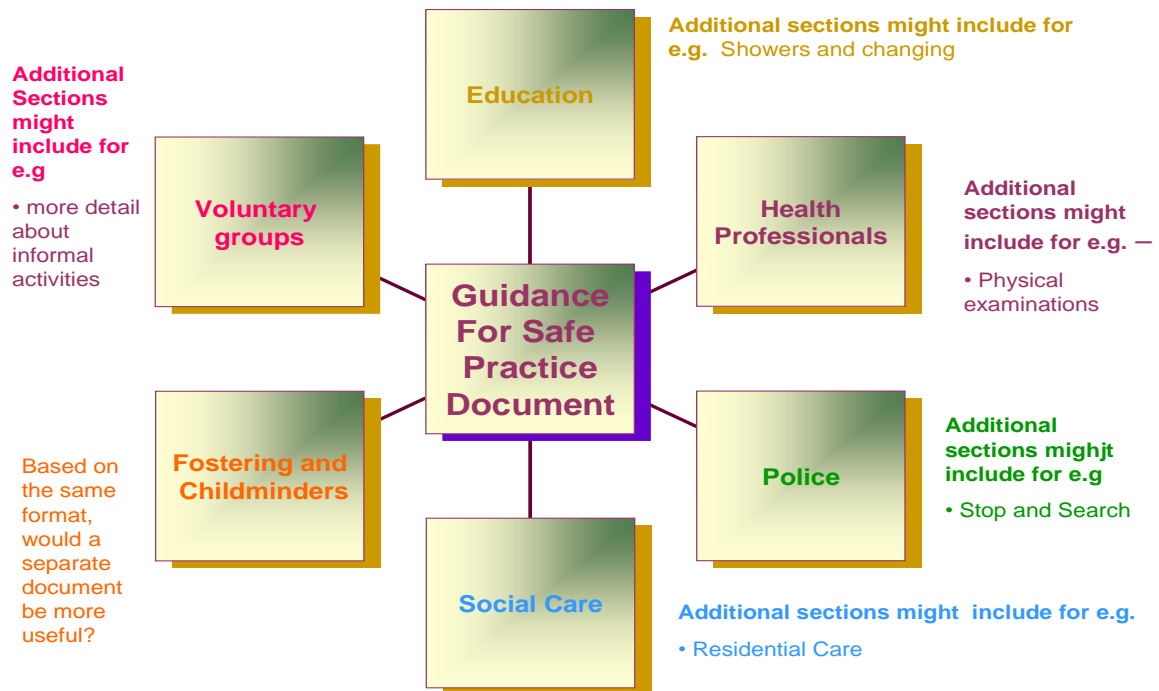 Education
Additional sections might include for
e.g. Showers and changing
Additional
Sections
might
include for
e.g
• more detail
about
informal
activities
Voluntary
groups
Health
Professionals
Additional
sections might
include for e.g. –
• Physical
examinations
Guidance
For Safe
Practice
Document
Fostering and
Childminders
Based on
the same
format,
would a
separate
document
be more
useful?
Police
Additional
sections mighjt
include for e.g
• Stop and Search
Social Care
Additional sections might include for e.g.
• Residential Care